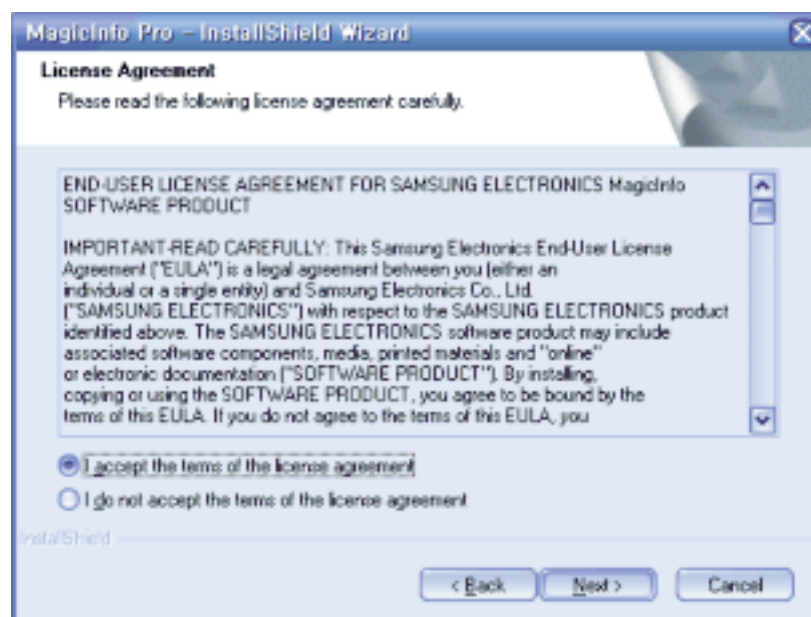 MagicInfo Pro - InstallShield Wizard
License Agreement
Please read the following license agreement carefully.
END-USER LICENSE AGREEMENT FOR SAMSUNG ELECTRONICS MagicInfo
SOFTWARE PRODUCT
IMPORTANT-READ CAREFULLY: This Samsung Electronics End-User License
Agreement ("EULA") is a legal agreement between you (either an
individual or a single entity) and Samsung Electronics Co., Ltd.
("SAMSUNG ELECTRONICS") with respect to the SAMSUNG ELECTRONICS product
identified above. The SAMSUNG ELECTRONICS software product may include
associated software components, media, printed materials and "online"
or electronic documentation ("SOFTWARE PRODUCT"). By installing,
copying or using the SOFTWARE PRODUCT, you agree to be bound by the
terms of this EULA. If you do not agree to the terms of this EULA, you
I accept the terms of the license agreement
I do not accept the terms of the license agreement
InstallShield
< Back
Next >
Cancel